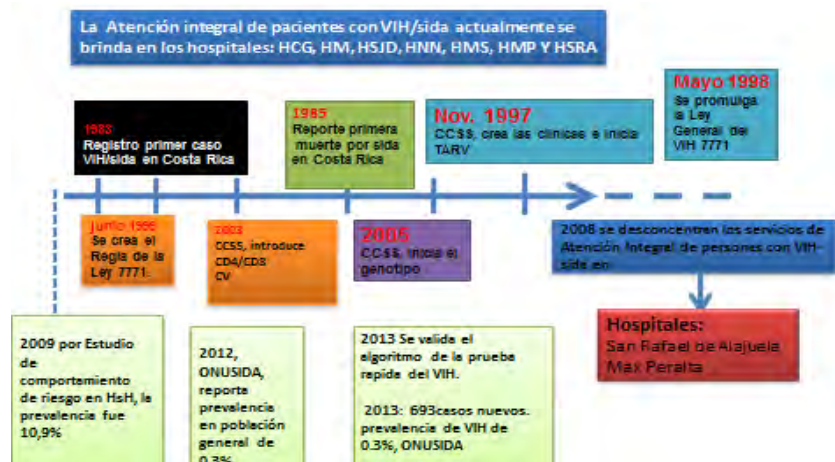 La Atención integral de pacientes con VIH/sida actualmente se
brinda en los hospitales: HCG, HM, HSJD, HNN, HMS, HMP Y HSRA
1983
Registro primer caso
VIH/sida en Costa Rica
1985
Reporte primera
muerte por sida
en Costa Rica
Nov. 1997
CCSS, crea las clinicas e inicia
TARV
Mayo 1998
Se promulga
la Ley
General del
VIH 7771
Junio
Se crea el
Regla de la
Ley 7771.
CCSS, introduce
CD4/CD8
CV
2005
CCSS, inicia el
genotipo
2008 se desconcentran los servicios de
Atención Integral de personas con VIH-
sida en:
Hospitales:
San Rafael de Alajuela
Max Peralta
2009 por Estudio
de
comportamiento
de riesgo en HsH, la
prevalencia fue
10,9%
2012,
ONUSIDA,
reporta
prevalencia
en población
general de
0.3%
2013 Se valida el
algoritmo de la prueba
rapida del VIH.
2013: 693casos nuevos.
prevalencia de VIH de
0.3%, ONUSIDA